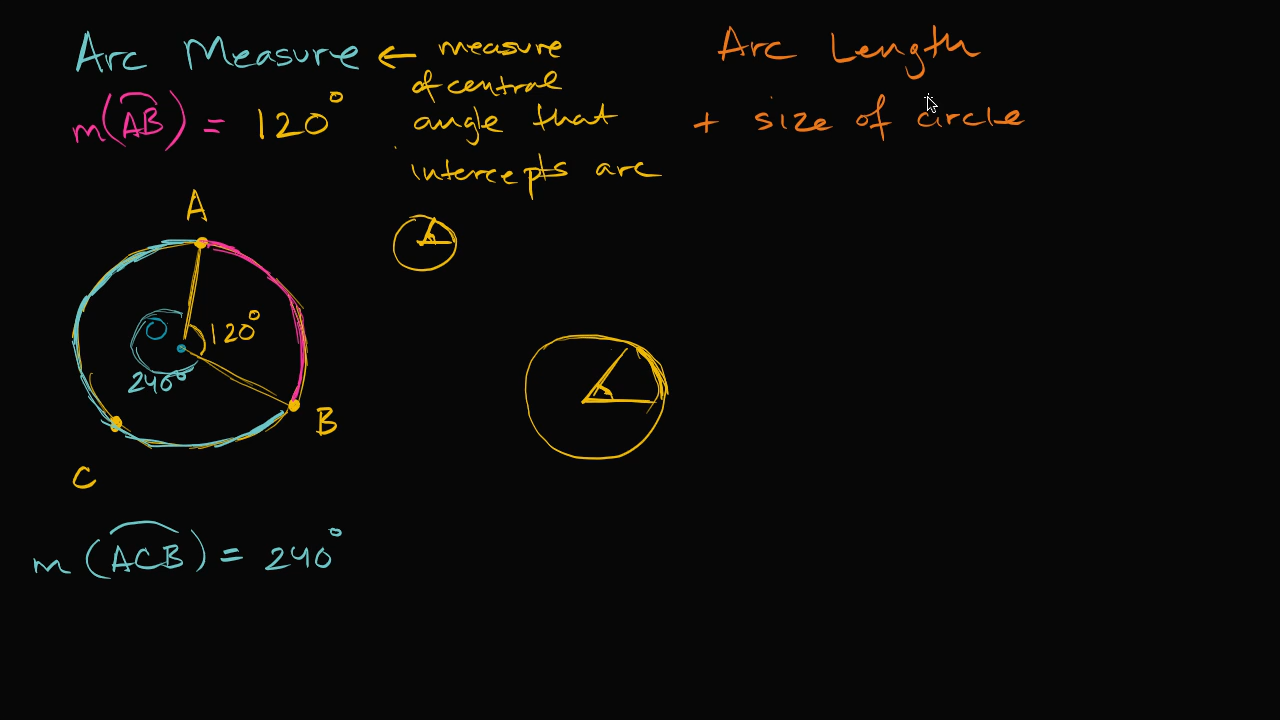 Arc Measure ← measure
of central
angle that
intercepts arc
m(AB) = 120°
Arc Length
+ size of circle
A
120°
O
240°
B
C
m(ACB) = 240°